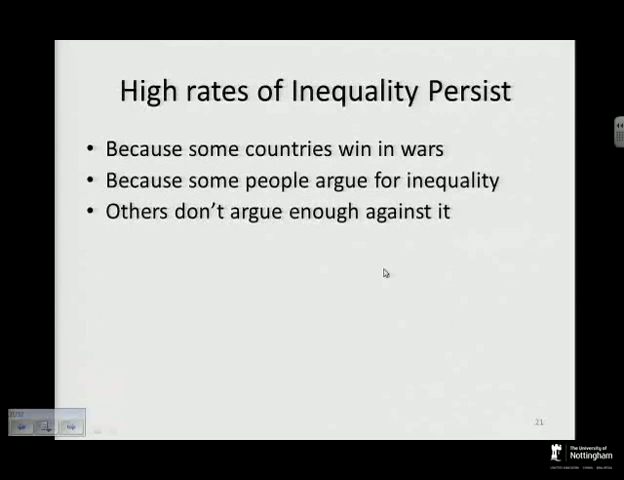 High rates of Inequality Persist
• Because some countries win in wars
• Because some people argue for inequality
• Others don't argue enough against it
21
The University of
Nottingham